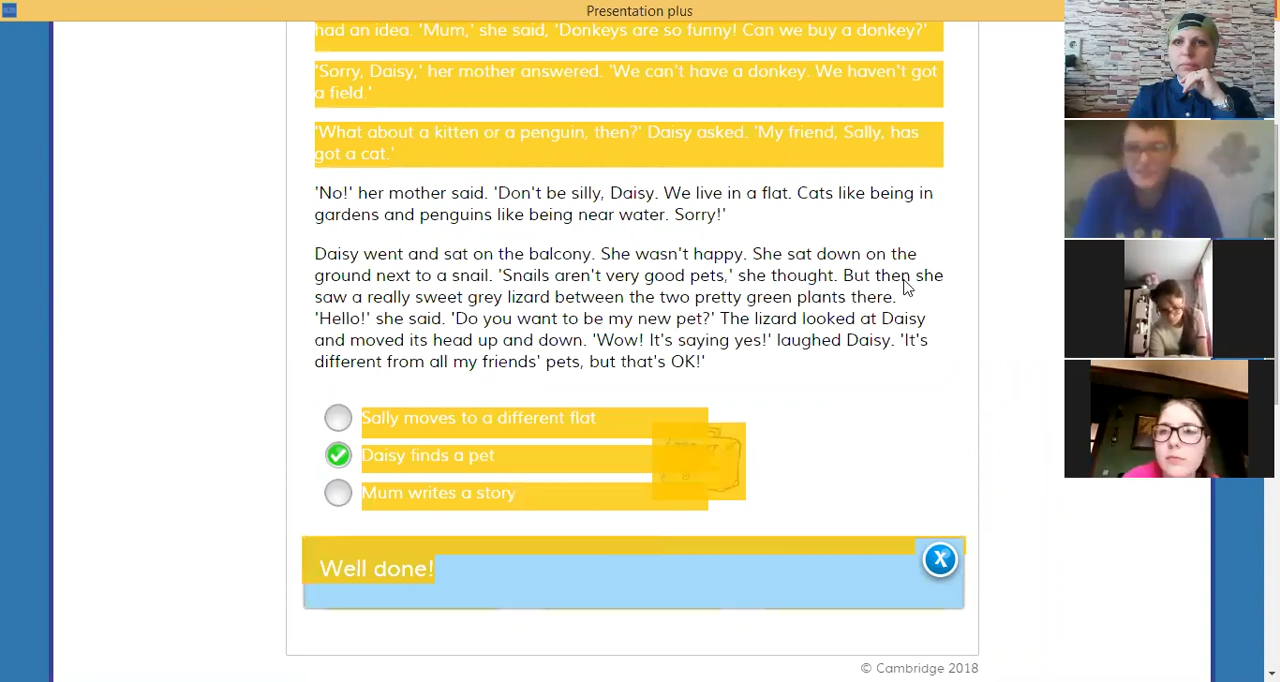 Presentation plus
had an idea. 'Mum,' she said, 'Donkeys are so funny! Can we buy a donkey?'
'Sorry, Daisy,' her mother answered. 'We can't have a donkey. We haven't got
a field.'
'What about a kitten or a penguin, then?' Daisy asked. 'My friend, Sally, has
got a cat.'
'No!' her mother said. 'Don't be silly, Daisy. We live in a flat. Cats like being in
gardens and penguins like being near water. Sorry!'
Daisy went and sat on the balcony. She wasn't happy. She sat down on the
ground next to a snail. 'Snails aren't very good pets,' she thought. But then she
saw a really sweet grey lizard between the two pretty green plants there.
'Hello!' she said. 'Do you want to be my new pet?' The lizard looked at Daisy
and moved its head up and down. 'Wow! It's saying yes!' laughed Daisy. 'It's
different from all my friends' pets, but that's OK!'
Sally moves to a different flat
Daisy finds a pet
Mum writes a story
Well done!
X
© Cambridge 2018